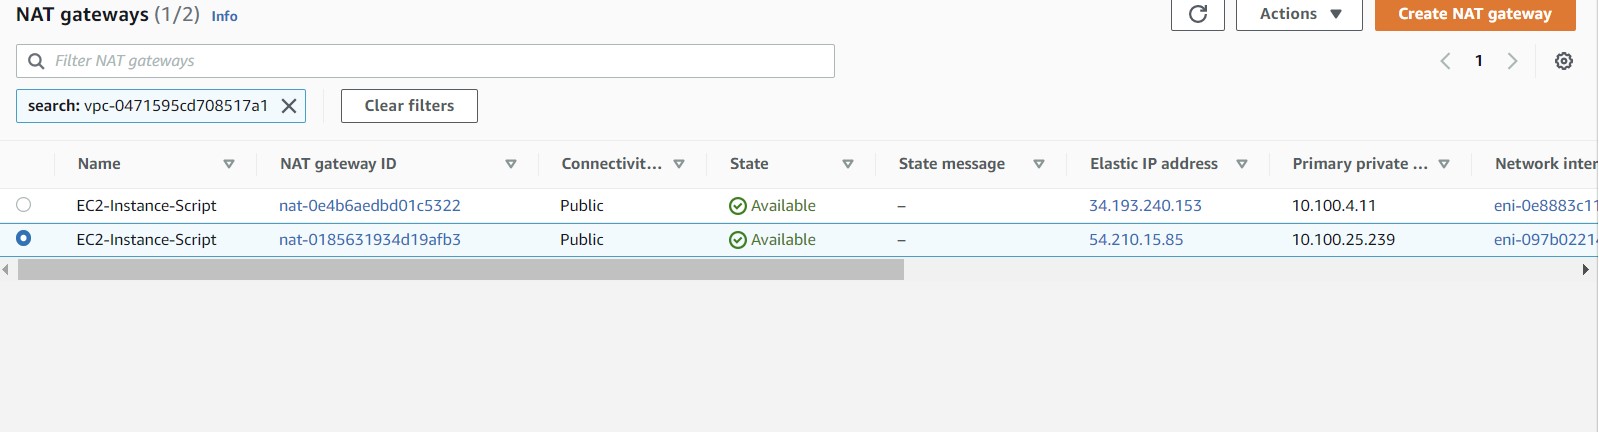 NAT gateways (1/2) Info
Actions Create NAT gateway
Filter NAT gateways
1
search: vpc-0471595cd708517a1
Clear filters
Name NAT gateway ID Connectivit... State State message Elastic IP address Primary private ... Network inter
EC2-Instance-Script nat-0e4b6aedbd01c5322 Public Available – 34.193.240.153 10.100.4.11 eni-0e8883c11
EC2-Instance-Script nat-0185631934d19afb3 Public Available – 54.210.15.85 10.100.25.239 eni-097b02214